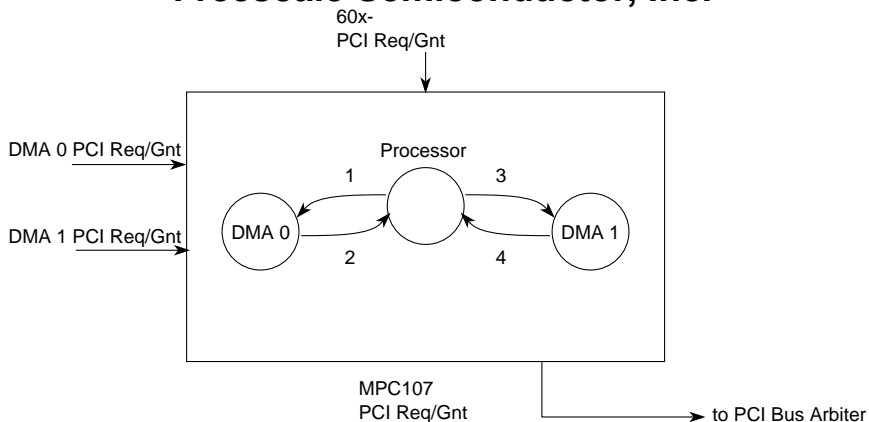 60x-
PCI Req/Gnt
DMA 0 PCI Req/Gnt
Processor
1
3
DMA 0
DMA 1
DMA 1 PCI Req/Gnt
2
4
MPC107
PCI Req/Gnt
to PCI Bus Arbiter